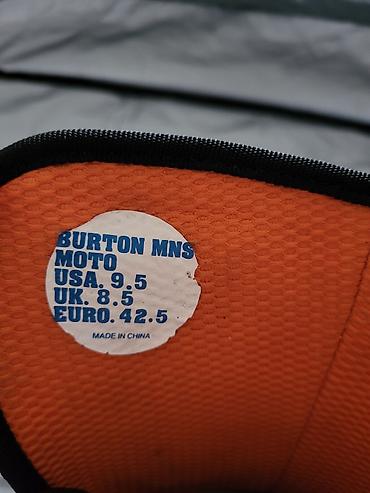 BURTON MNS
MOTO
USA. 9.5
UK. 8.5
EURO. 42.5
MADE IN CHINA